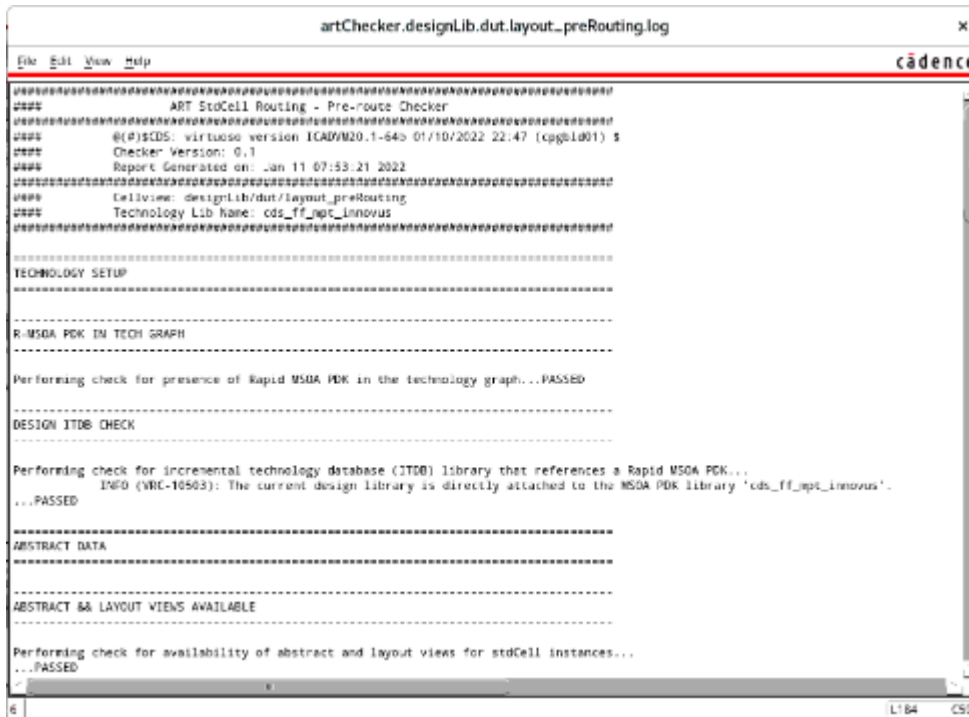 artChecker.designLib.dut.layout_preRouting.log ×
File Edit View Help cādence
################################################################
#### ART StdCell Routing - Pre-route Checker
################################################################
#### @(#)$CDS: virtuoso version ICADVM20.1-64b 01/10/2022 22:47 (cpgbld01) $
#### Checker Version: 0.1
#### Report Generated on: Jan 11 07:53:21 2022
################################################################
#### Cellview: designLib/dut/layout_preRouting
#### Technology Lib Name: cds_ff_mpt_innovus
################################################################
================================================================
TECHNOLOGY SETUP
================================================================
----------------------------------------------------------------
R-MSOA PDK IN TECH GRAPH
----------------------------------------------------------------
Performing check for presence of Rapid MSOA PDK in the technology graph...PASSED
----------------------------------------------------------------
DESIGN ITDB CHECK
----------------------------------------------------------------
Performing check for incremental technology database (ITDB) library that references a Rapid MSOA PDK...
INFO (VRC-10503): The current design library is directly attached to the MSOA PDK library 'cds_ff_mpt_innovus'.
...PASSED
================================================================
ABSTRACT DATA
================================================================
----------------------------------------------------------------
ABSTRACT && LAYOUT VIEWS AVAILABLE
----------------------------------------------------------------
Performing check for availability of abstract and layout views for stdCell instances...
...PASSED
6 L184